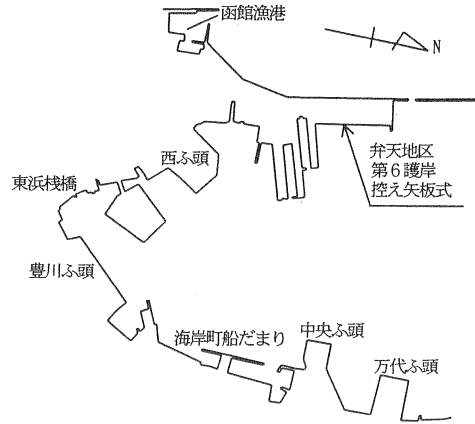 函館漁港
N
弁天地区
第６護岸
控え矢板式
西ふ頭
東浜桟橋
豊川ふ頭
海岸町船だまり
中央ふ頭
万代ふ頭